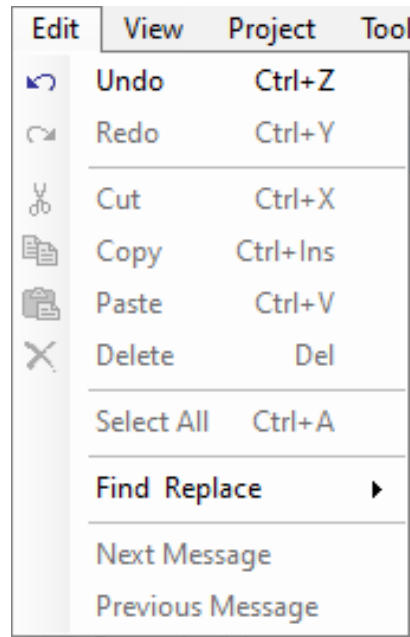 Edit View Project Tool
Undo Ctrl+Z
Redo Ctrl+Y
Cut Ctrl+X
Copy Ctrl+Ins
Paste Ctrl+V
Delete Del
Select All Ctrl+A
Find Replace
Next Message
Previous Message